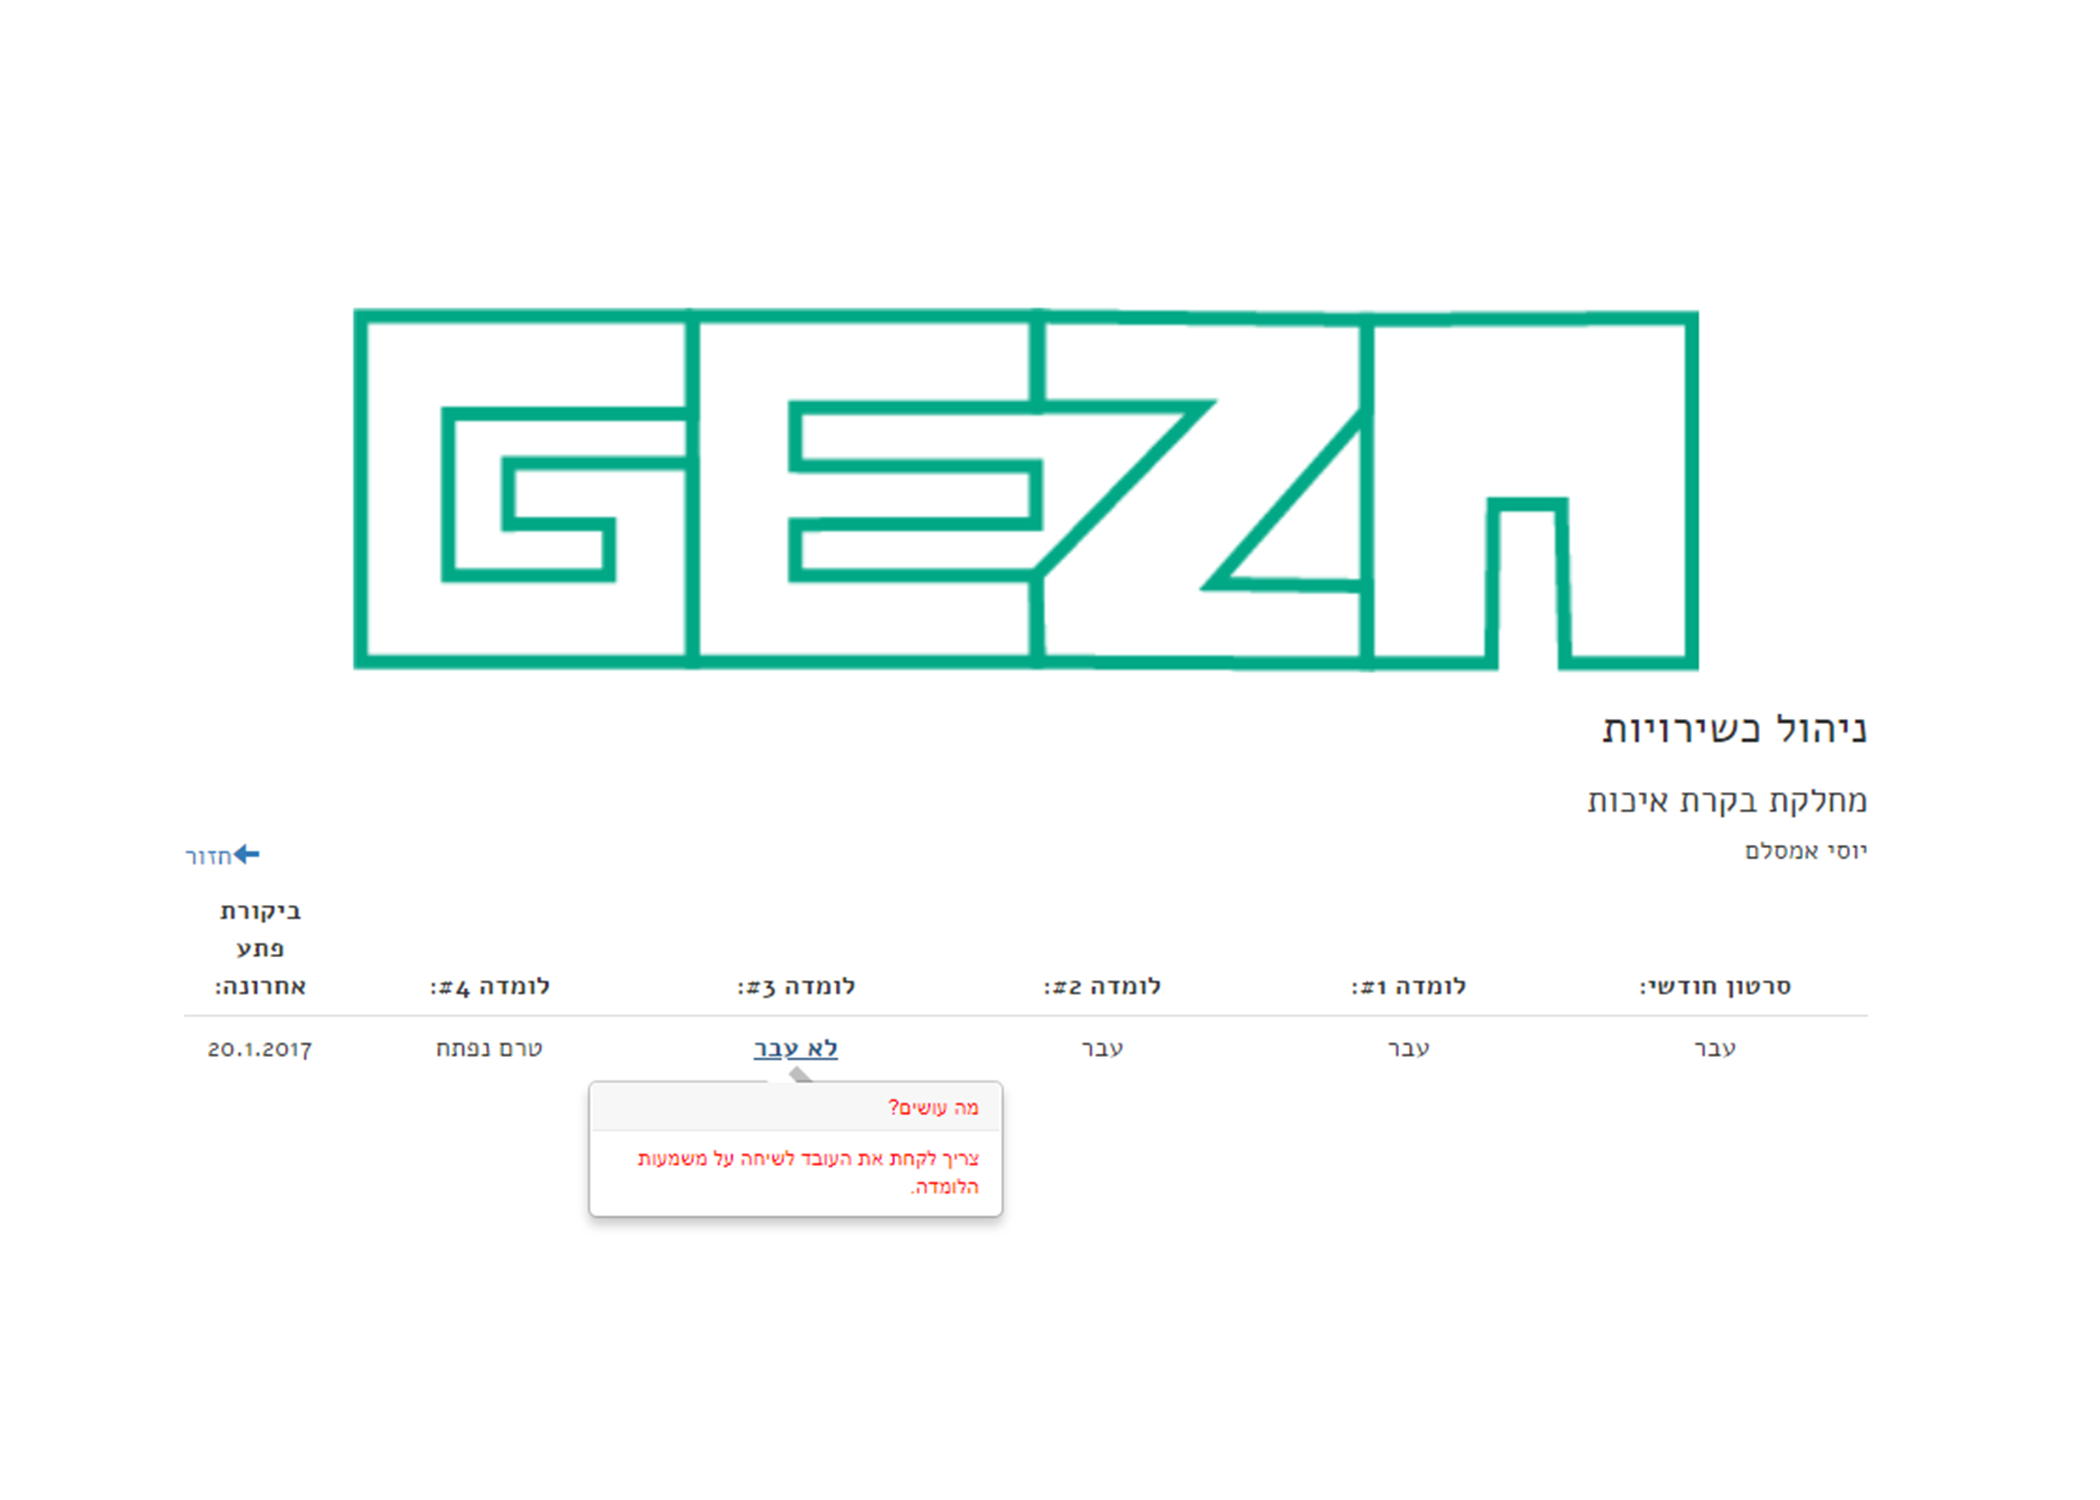 GEZA
ניהול כשירויות
מחלקת בקרת איכות
יוסי אמסלם
חזור
סרטון חודשי: לומדה #1: לומדה #2: לומדה #3: לומדה #4: ביקורת פתע אחרונה:
עבר עבר עבר לא עבר טרם נפתח 20.1.2017
מה עושים?
צריך לקחת את העובד לשיחה על משמעות
הלומדה.